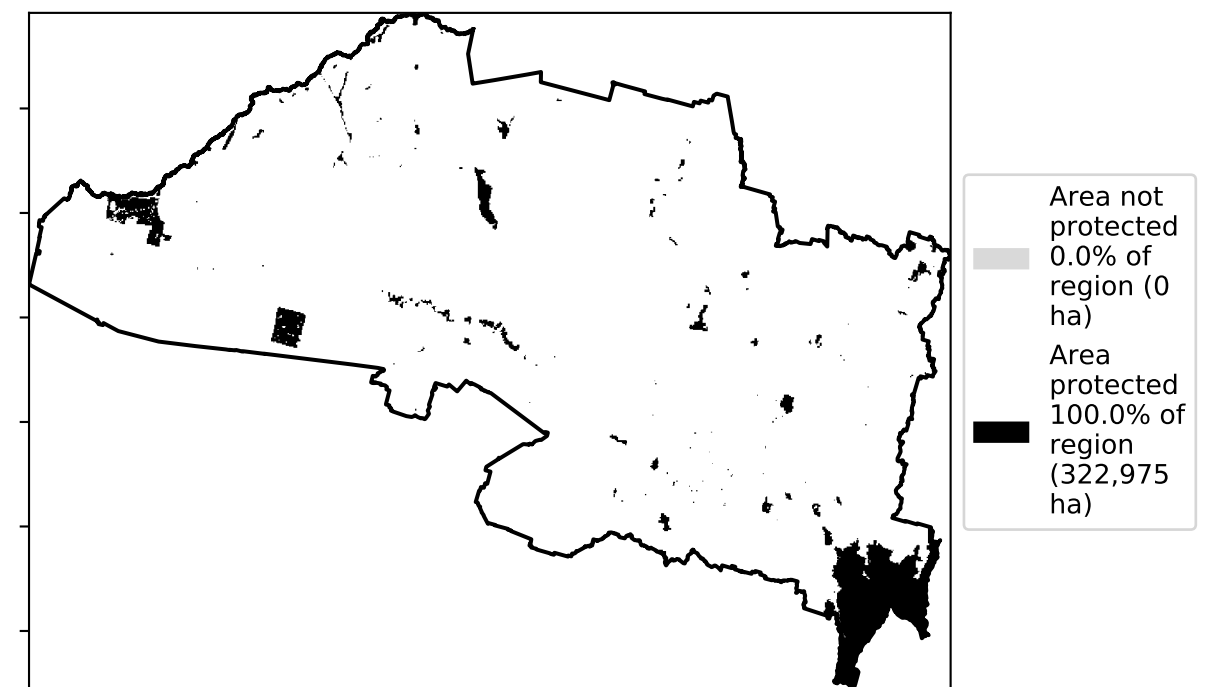 Area not
protected
0.0% of
region (0
ha)
Area
protected
100.0% of
region
(322,975
ha)